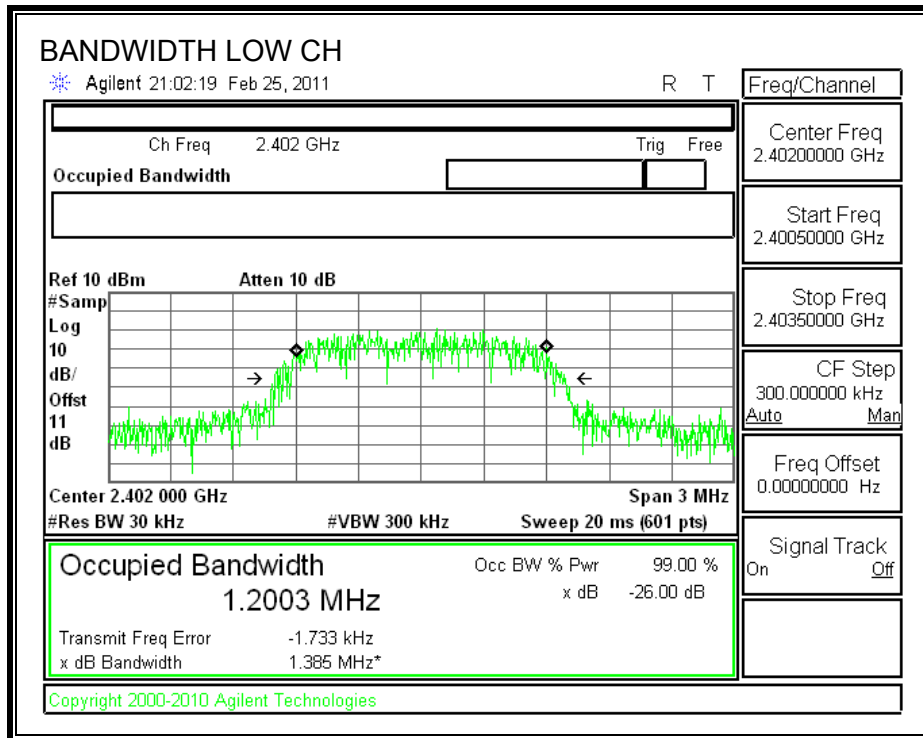 BANDWIDTH LOW CH
Agilent 21:02:19 Feb 25, 2011 R T
Freq/Channel
Ch Freq 2.402 GHz Trig Free
Occupied Bandwidth
Center Freq
2.40200000 GHz
Start Freq
2.40050000 GHz
Stop Freq
2.40350000 GHz
CF Step
300.000000 kHz
Auto Man
Freq Offset
0.00000000 Hz
Signal Track
On Off
Ref 10 dBm Atten 10 dB
#Samp
Log
10
dB/
Offst
11
dB
Center 2.402 000 GHz Span 3 MHz
#Res BW 30 kHz #VBW 300 kHz Sweep 20 ms (601 pts)
Occupied Bandwidth
1.2003 MHz
Occ BW % Pwr 99.00 %
x dB -26.00 dB
Transmit Freq Error -1.733 kHz
x dB Bandwidth 1.385 MHz*
Copyright 2000-2010 Agilent Technologies